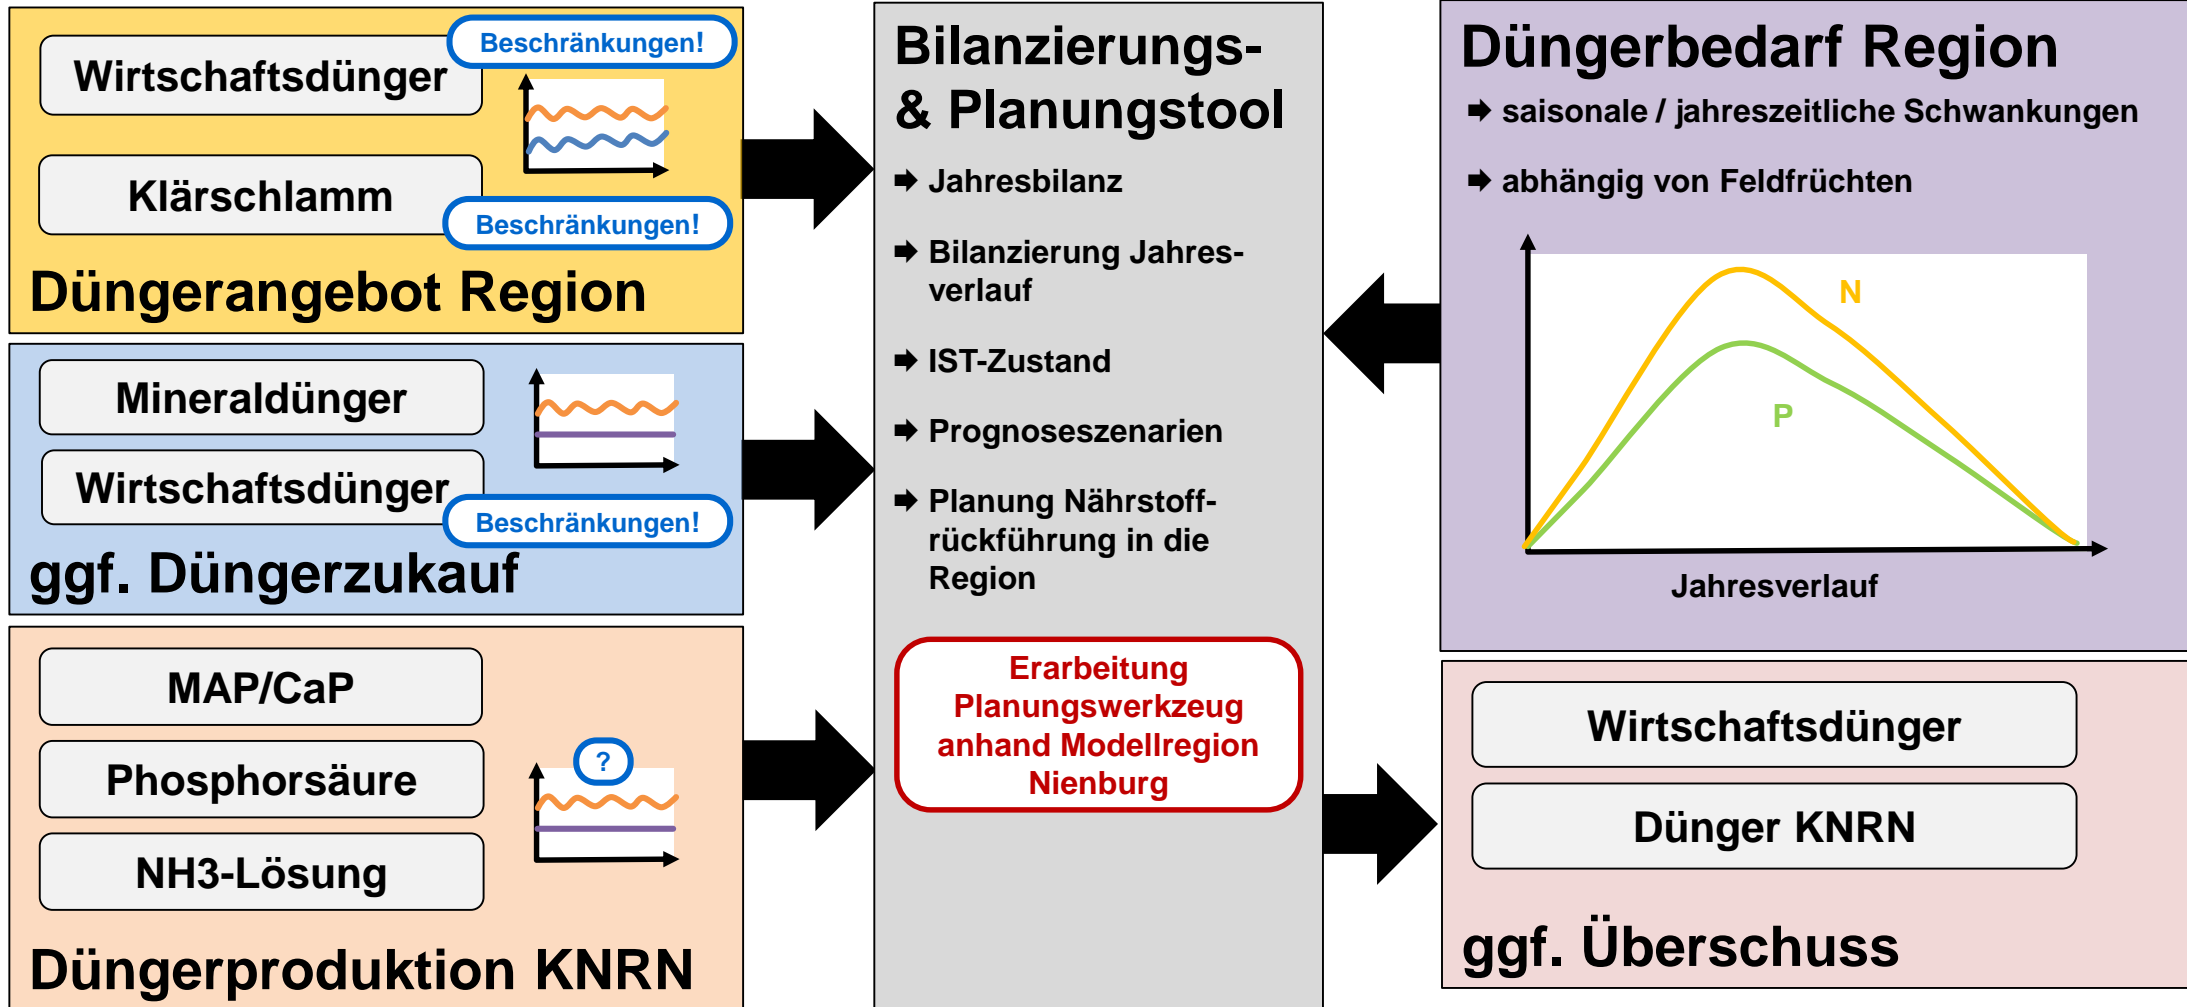 Beschränkungen!
Wirtschaftsdünger
Klärschlamm
Beschränkungen!
Düngerangebot Region
Mineraldünger
Wirtschaftsdünger
Beschränkungen!
ggf. Düngerzukauf
MAP/CaP
?
Phosphorsäure
NH3-Lösung
Düngerproduktion KNRN
Bilanzierungs-
& Planungstool
Jahresbilanz
Bilanzierung Jahres-
verlauf
IST-Zustand
Prognoseszenarien
Planung Nährstoff-
rückführung in die
Region
Erarbeitung
Planungswerkzeug
anhand Modellregion
Nienburg
Düngerbedarf Region
saisonale / jahreszeitliche Schwankungen
abhängig von Feldfrüchten
N
P
Jahresverlauf
Wirtschaftsdünger
Dünger KNRN
ggf. Überschuss